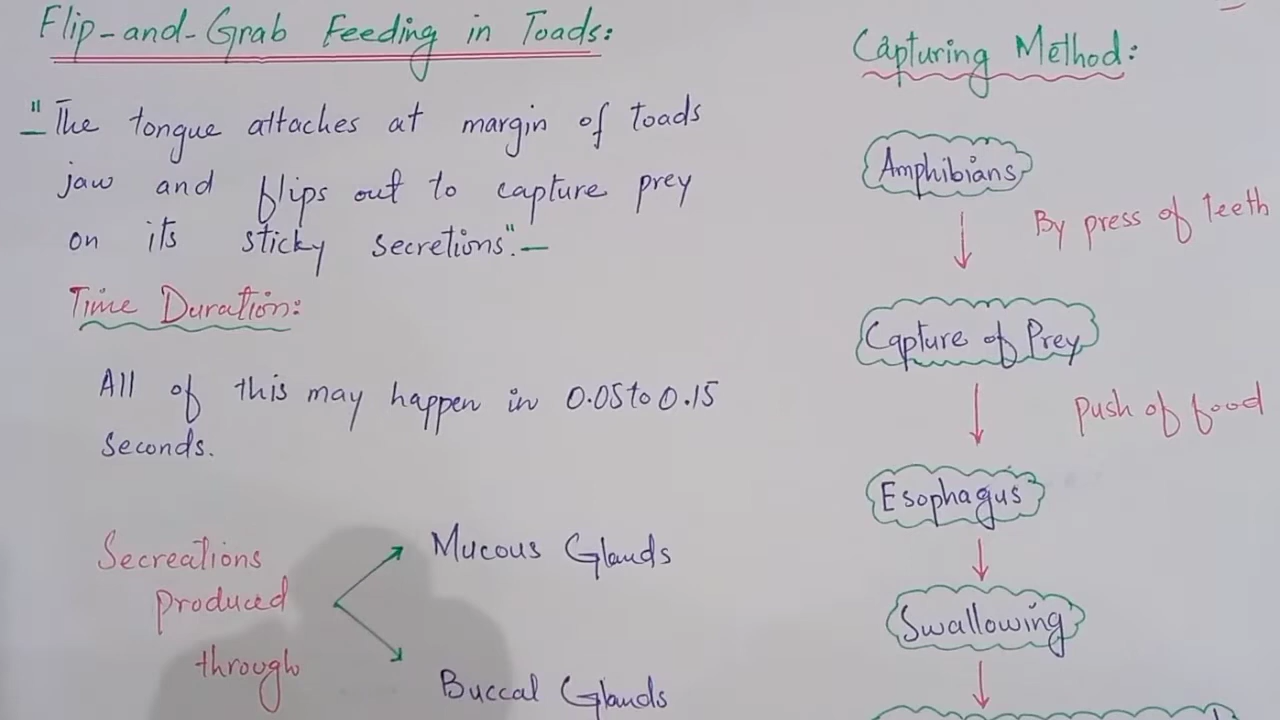 Flip-and-Grab Feeding in Toads:
"The tongue attaches at margin of toads
jaw and flips out to capture prey
on its sticky secretions".
Time Duration:
All of this may happen in 0.05 to 0.15
seconds.
Secreations
produced
through
Mucous Glands
Buccal Glands
Capturing Method:
Amphibians
By press of Teeth
Capture of Prey
Push of food
Esophagus
Swallowing